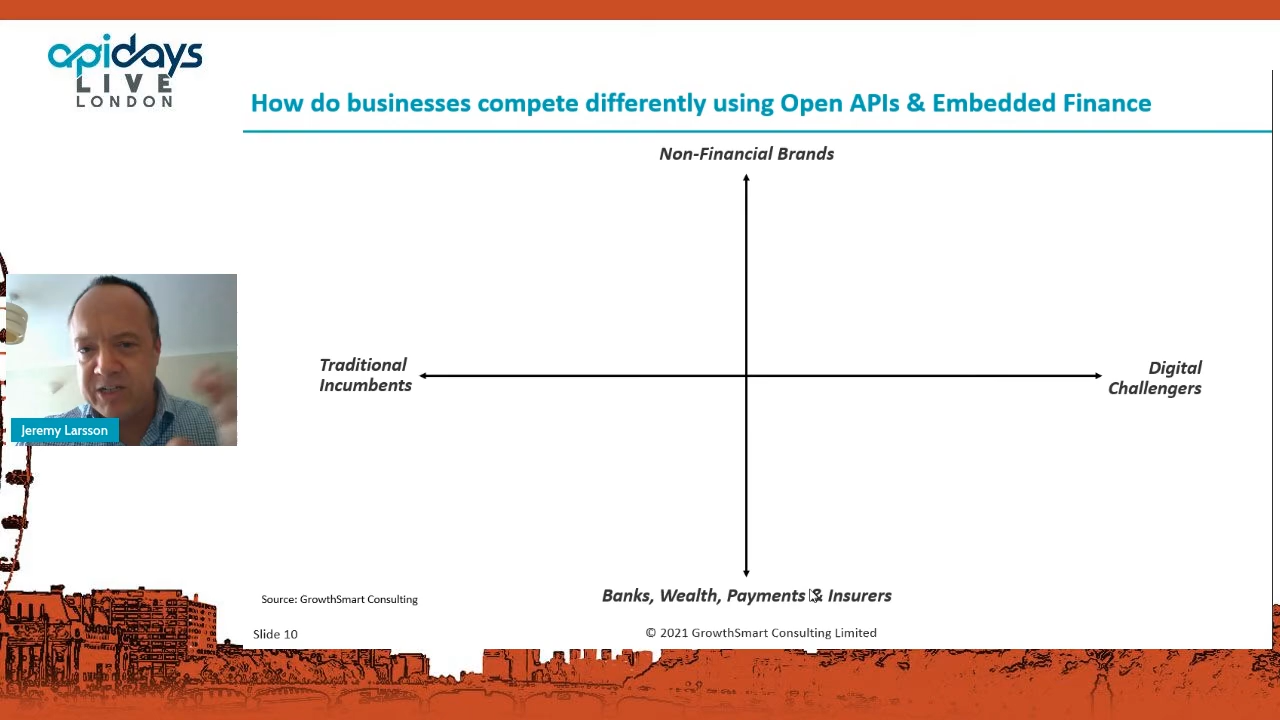 apidays
LIVE
LONDON
How do businesses compete differently using Open APIs & Embedded Finance
Non-Financial Brands
Traditional
Incumbents
Digital
Challengers
Jeremy Larsson
Banks, Wealth, Payments & Insurers
Source: GrowthSmart Consulting
Slide 10
© 2021 GrowthSmart Consulting Limited